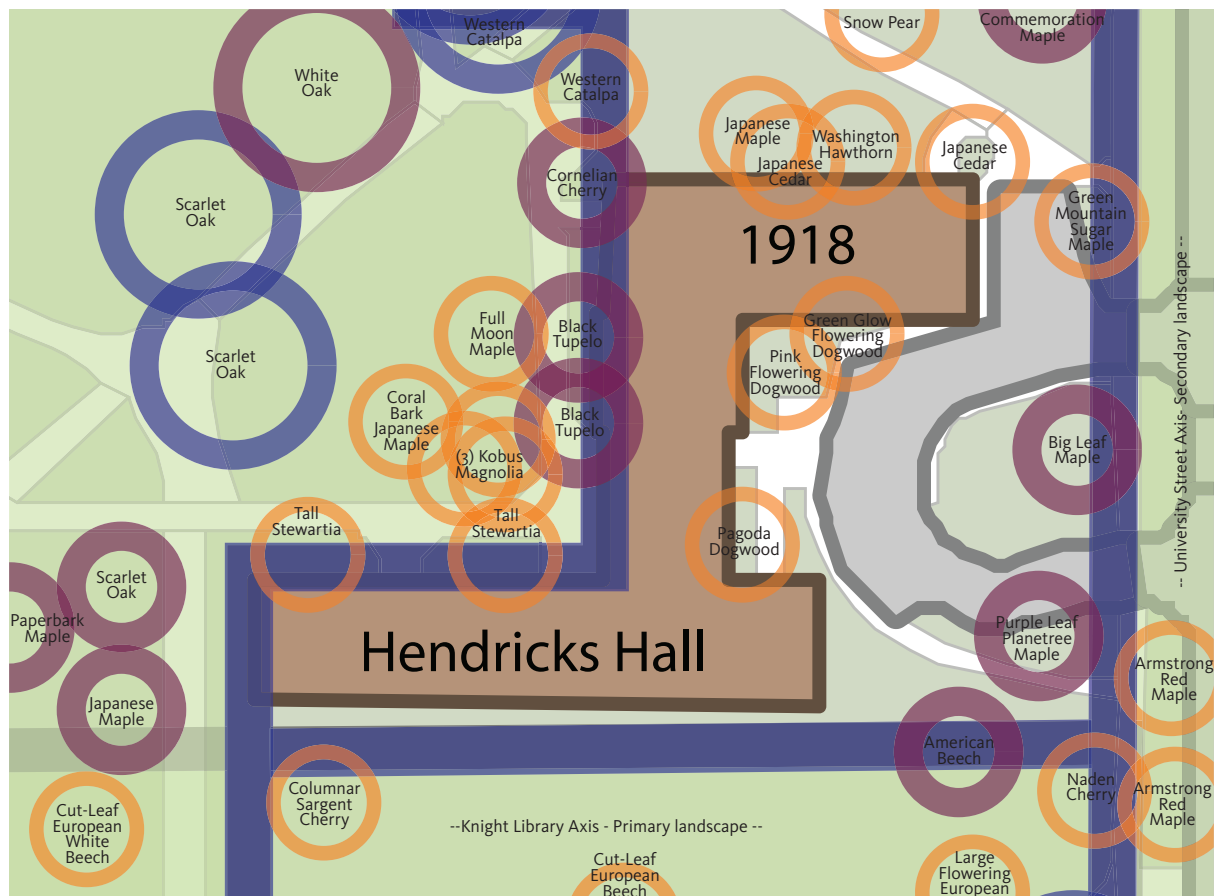 Western
Catalpa
Snow Pear
Commemoration
Maple
White
Oak
Western
Catalpa
Japanese
Maple
Washington
Hawthorn
Japanese
Cedar
Japanese
Cedar
Cornelian
Cherry
Scarlet
Oak
Green
Mountain
Sugar
Maple
1918
Full
Moon
Maple
Black
Tupelo
Green Glow
Flowering
Dogwood
Pink
Flowering
Dogwood
Scarlet
Oak
Coral
Bark
Japanese
Maple
Black
Tupelo
(3) Kobus
Magnolia
Big Leaf
Maple
-- University Street Axis- Secondary landscape --
Tall
Stewartia
Tall
Stewartia
Pagoda
Dogwood
Scarlet
Oak
Paperbark
Maple
Purple Leaf
Planetree
Maple
Hendricks Hall
Armstrong
Red
Maple
Japanese
Maple
American
Beech
Columnar
Sargent
Cherry
Naden
Cherry
Armstrong
Red
Maple
Cut-Leaf
European
White
Beech
--Knight Library Axis - Primary landscape --
Cut-Leaf
European
Beech
Large
Flowering
European